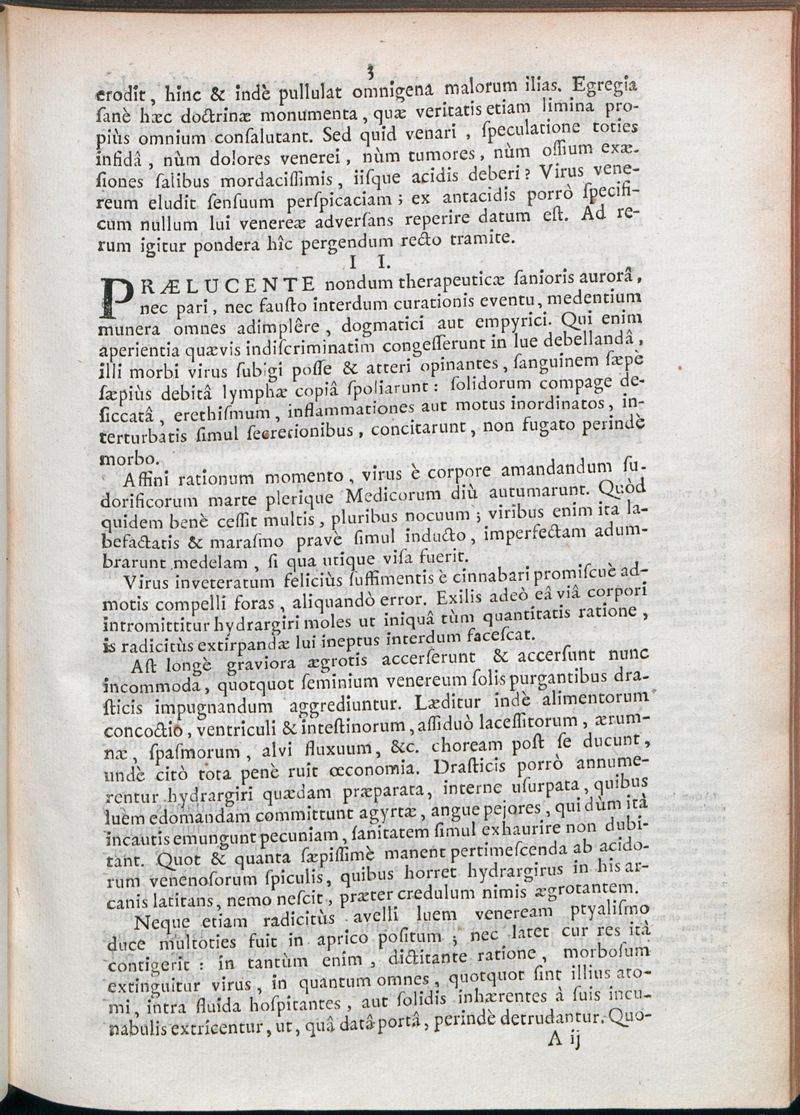 3
erodit, hinc & indè pullulat omnigena malorum ilias. Egregia
ſanè hæc doctrinæ monumenta, quæ veritatis etiam limina pro-
piùs omnium conſalutant. Sed quid venari, ſpeculatione toties
infidâ, nùm dolores venerei, nùm tumores, nùm oſſium exæ-
ſiones ſalibus mordaciſſimis, iiſque acidis deberi? Virus vene-
reum eludit ſenſuum perſpicaciam; ex antacidis porrò ſpecifi-
cum nullum lui venereæ adverſans reperire datum eſt. Ad re-
rum igitur pondera hîc pergendum recto tramite.
I I.
PRÆLUCENTE nondum therapeuticæ ſanioris aurorâ,
nec pari, nec fauſto interdum curationis eventu, medentium
munera omnes adimplêre, dogmatici aut empyrici. Qui enim
aperientia quævis indiſcriminatim congeſſerunt in lue debellandâ,
illi morbi virus ſubigi poſſe & atteri opinantes, ſanguinem ſæpè
ſæpiùs debitâ lymphæ copiâ ſpoliarunt: ſolidorum compage de-
ſiccatâ, erethiſmum, inflammationes aut motus inordinatos, in-
terturbatis ſimul ſecretionibus, concitarunt, non fugato perindè
morbo.
Affini rationum momento, virus è corpore amandandum ſu-
dorificorum marte plerique Medicorum diù autumarunt. Quòd
quidem benè ceſſit multis, pluribus nocuum; viribus enim ita la-
befactatis & maraſmo pravè ſimul inducto, imperfectam adum-
brarunt medelam, ſi qua utique viſa fuerit.
Virus inveteratum feliciùs ſuffimentis è cinnabari promiſcuè ad-
motis compelli foras, aliquandò error. Exilis adeò eâ viâ corpori
intromittitur hydrargiri moles ut iniquâ tùm quantitatis ratione,
is radicitùs extirpandæ lui ineptus interdum faceſcat.
Aſt longè graviora ægrotis accerſerunt & accerſunt nunc
incommoda, quotquot ſeminium venereum ſolis purgantibus dra-
ſticis impugnandum aggrediuntur. Læditur indè alimentorum
concoctio, ventriculi & inteſtinorum, aſſiduò laceſſitorum, ærum-
næ, ſpaſmorum, alvi fluxuum, &c. choream poſt ſe ducunt,
undè citò tota penè ruit œconomia. Draſticis porrò annume-
rentur hydrargiri quædam præparata, interne uſurpata, quibus
luem edomandam committunt agyrtæ, angue pejores, qui dùm ità
incautis emungunt pecuniam, ſanitatem ſimul exhaurire non dubi-
tant. Quot & quanta ſæpiſſimè manent pertimeſcenda ab acido-
rum venenoſorum ſpiculis, quibus horret hydrargirus in his ar-
canis latitans, nemo neſcit, præter credulum nimis ægrotantem.
Neque etiam radicitùs avelli luem veneream ptyaliſmo
duce multoties fuit in aprico poſitum; nec latet cur res ità
contigerit: in tantùm enim, dictitante ratione, morboſum
extinguitur virus, in quantum omnes, quotquot ſint illius ato-
mi, intra fluida hoſpitantes, aut ſolidis inhærentes à ſuis incu-
nabulis extricentur, ut, quâ datâ portâ, perindè detrudantur. Quo-
A ij